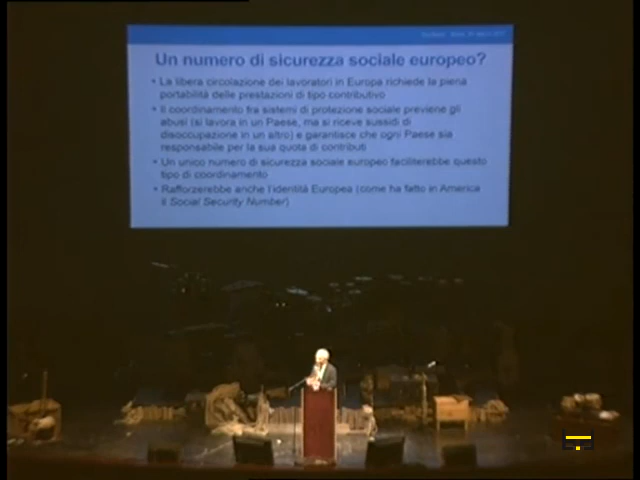 Un numero di sicurezza sociale europeo?
• La libera circolazione dei lavoratori in Europa richiede la piena
portabilità delle prestazioni di tipo contributivo
• Il coordinamento fra sistemi di protezione sociale previene gli
abusi (si lavora in un Paese, ma si riceve sussidi di
disoccupazione in un altro) e garantisce che ogni Paese sia
responsabile per la sua quota di contributi
• Un unico numero di sicurezza sociale europeo faciliterebbe questo
tipo di coordinamento
• Rafforzerebbe anche l'identità Europea (come ha fatto in America
il Social Security Number)